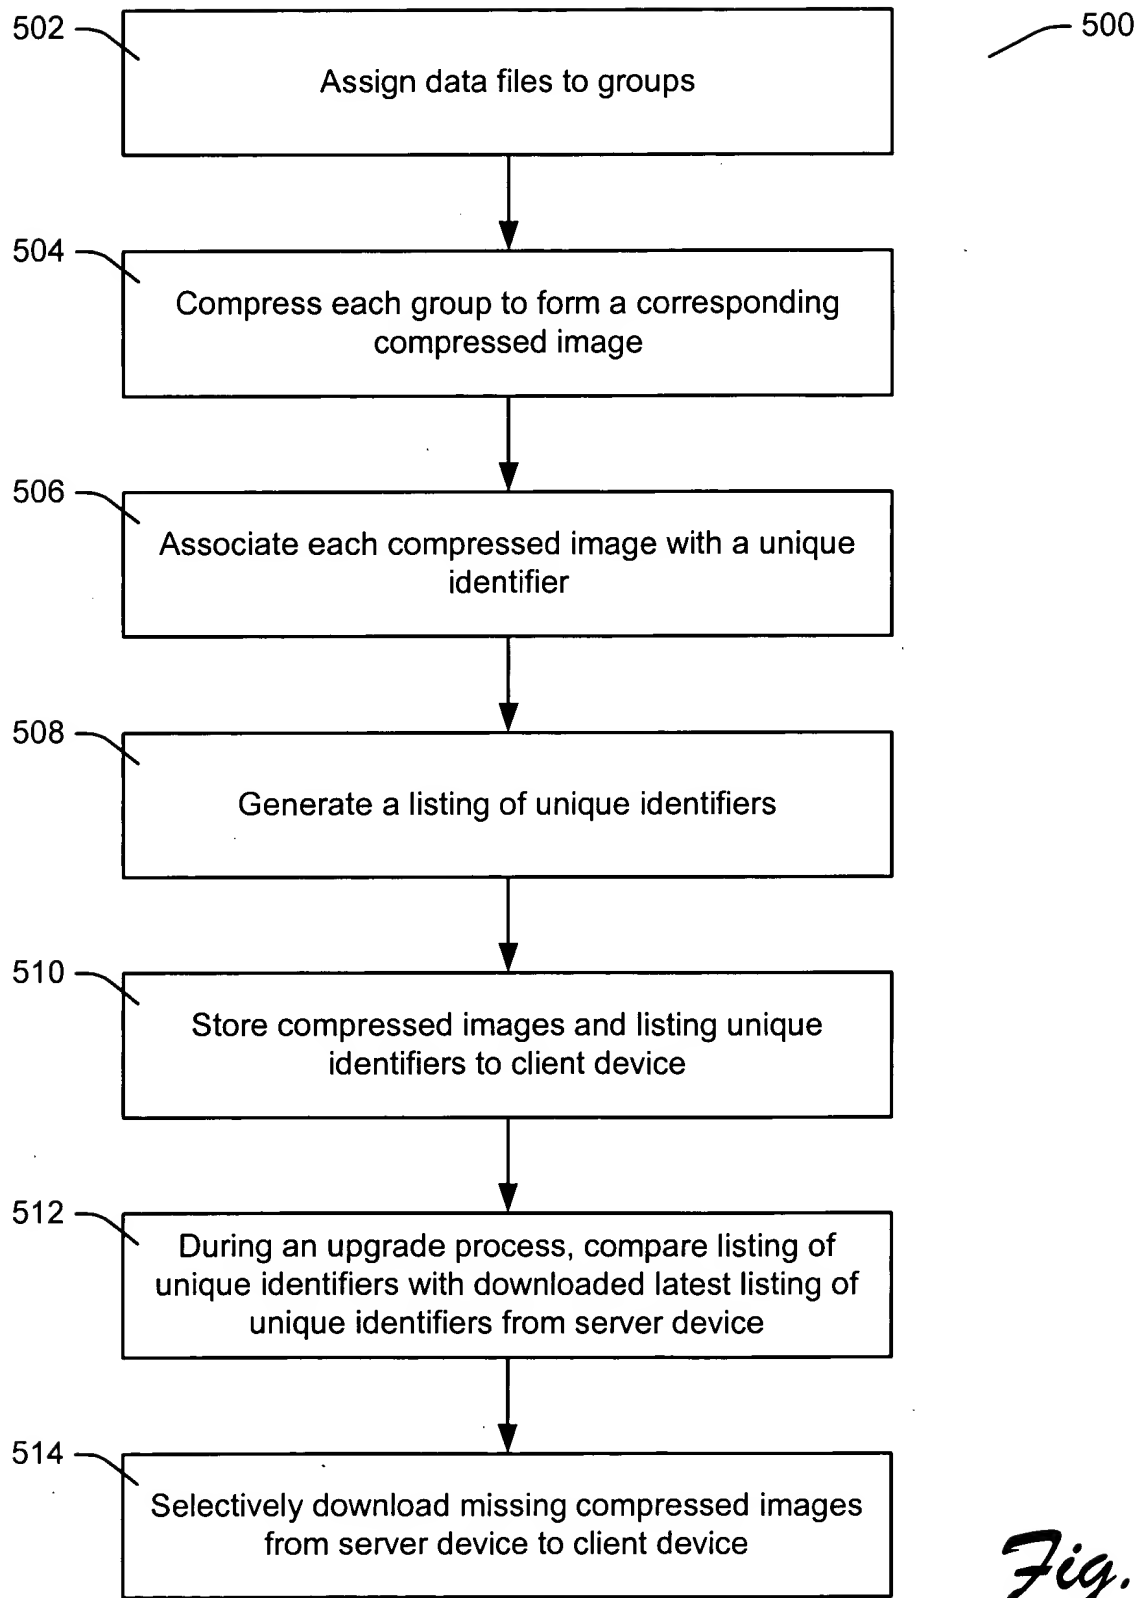 500
502
Assign data files to groups
504
Compress each group to form a corresponding
compressed image
506
Associate each compressed image with a unique
identifier
508
Generate a listing of unique identifiers
510
Store compressed images and listing unique
identifiers to client device
512
During an upgrade process, compare listing of
unique identifiers with downloaded latest listing of
unique identifiers from server device
514
Selectively download missing compressed images
from server device to client device
Fig.